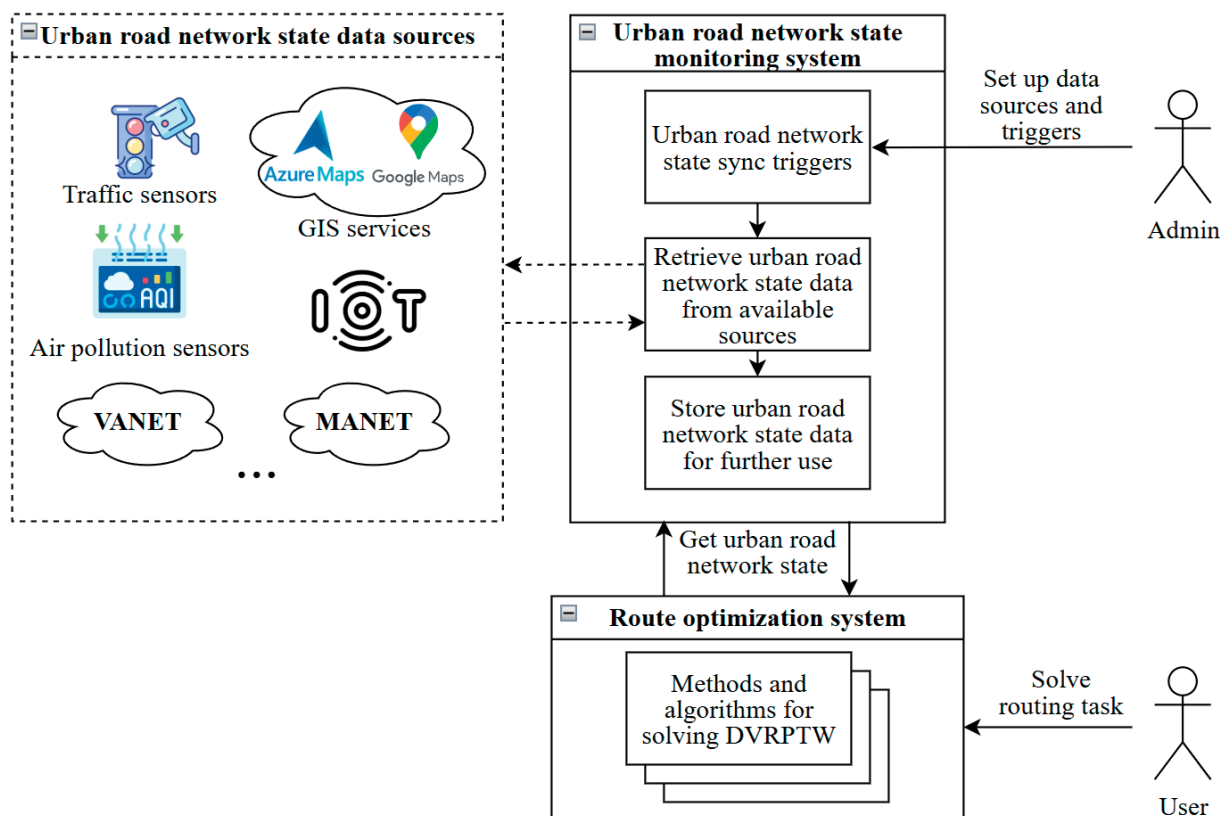 Urban road network state data sources
Traffic sensors
Azure Maps
Google Maps
GIS services
AQI
Air pollution sensors
IOT
VANET
MANET
...
Urban road network state
monitoring system
Urban road network
state sync triggers
Retrieve urban road
network state data
from available
sources
Store urban road
network state data
for further use
Set up data
sources and
triggers
Admin
Get urban road
network state
Route optimization system
Methods and
algorithms for
solving DVRPTW
Solve
routing task
User